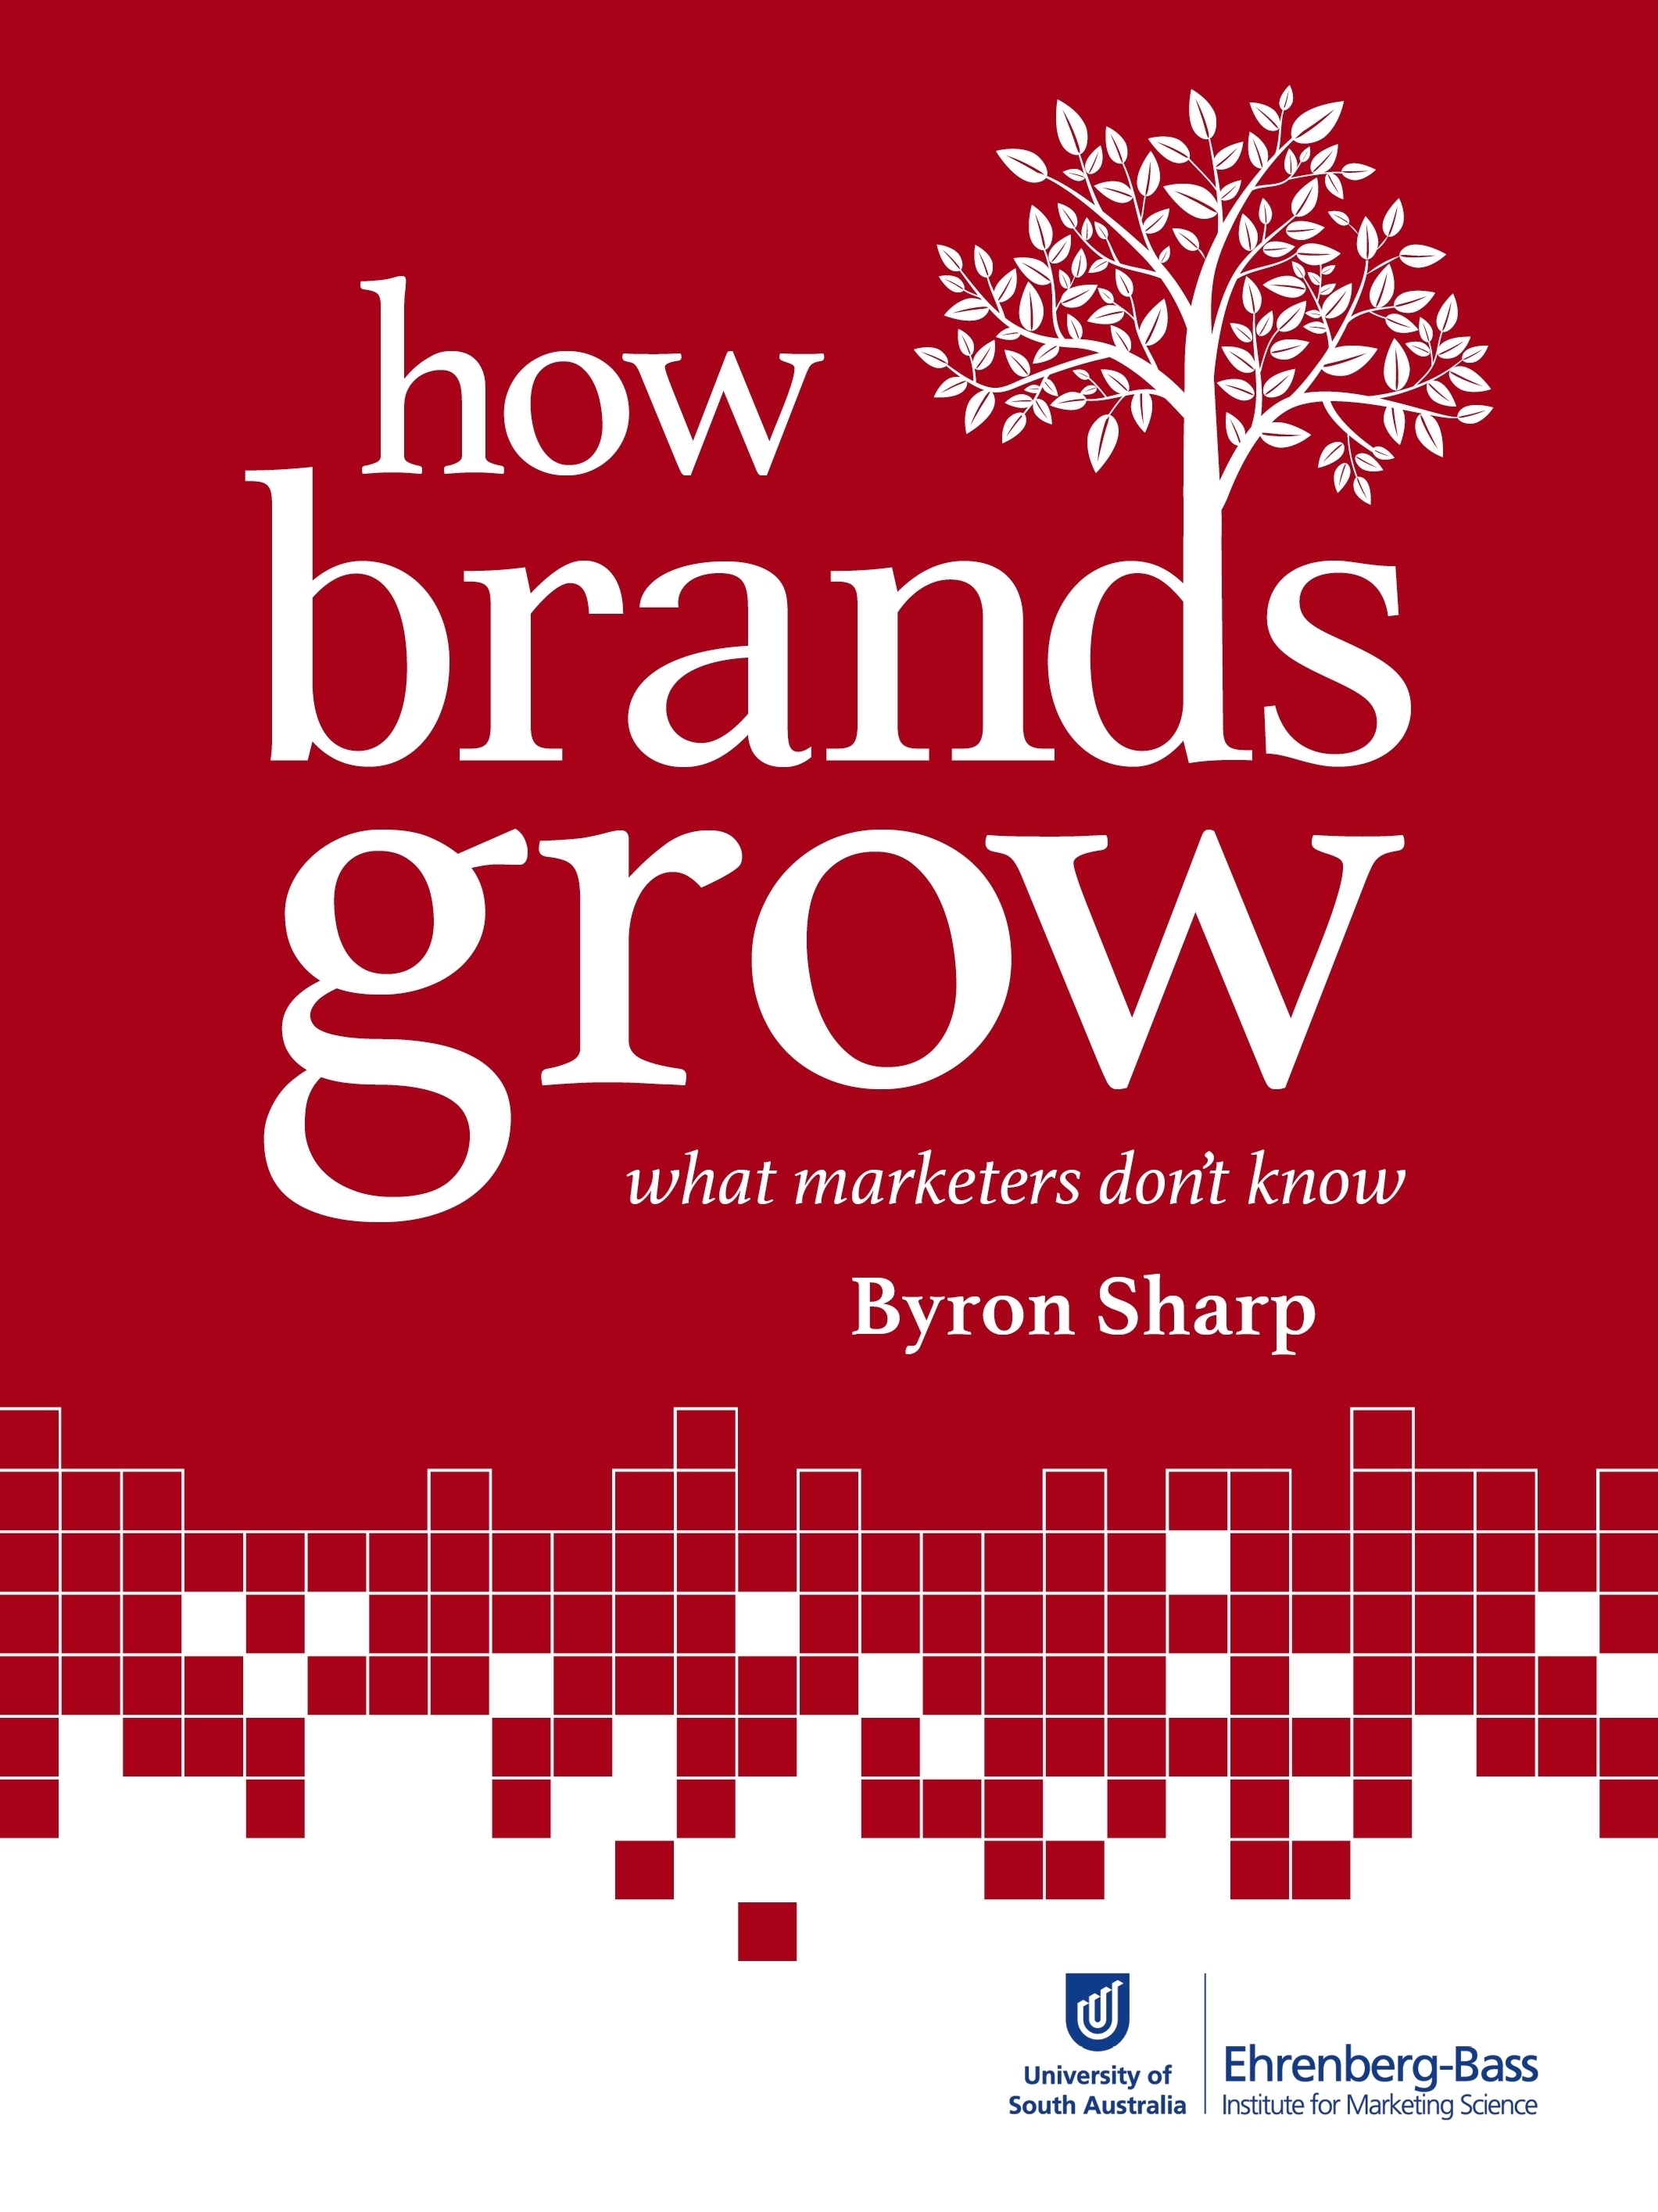 how
brands
grow
what marketers don't know
Byron Sharp
University of
South Australia
Ehrenberg-Bass
Institute for Marketing Science